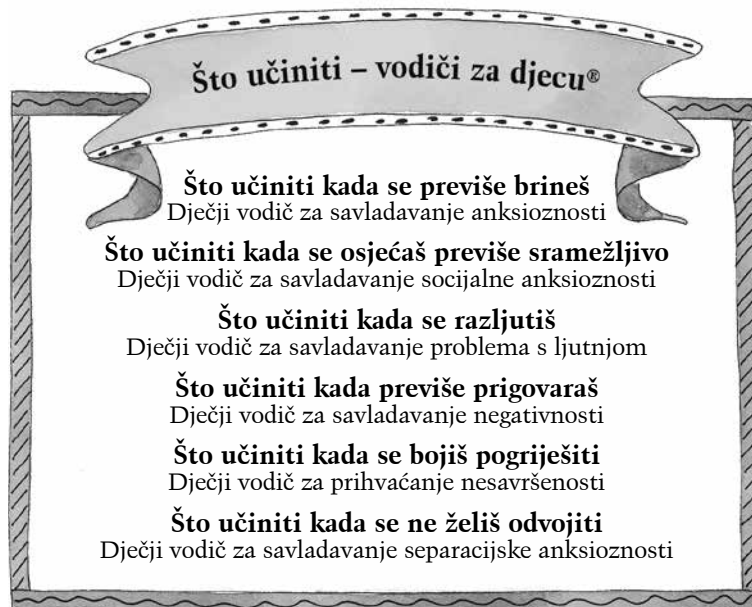 Što učiniti – vodiči za djecu®
Što učiniti kada se previše brineš
Dječji vodič za savladavanje anksioznosti
Što učiniti kada se osjećaš previše sramežljivo
Dječji vodič za savladavanje socijalne anksioznosti
Što učiniti kada se razljutiš
Dječji vodič za savladavanje problema s ljutnjom
Što učiniti kada previše prigovaraš
Dječji vodič za savladavanje negativnosti
Što učiniti kada se bojiš pogriješiti
Dječji vodič za prihvaćanje nesavršenosti
Što učiniti kada se ne želiš odvojiti
Dječji vodič za savladavanje separacijske anksioznosti